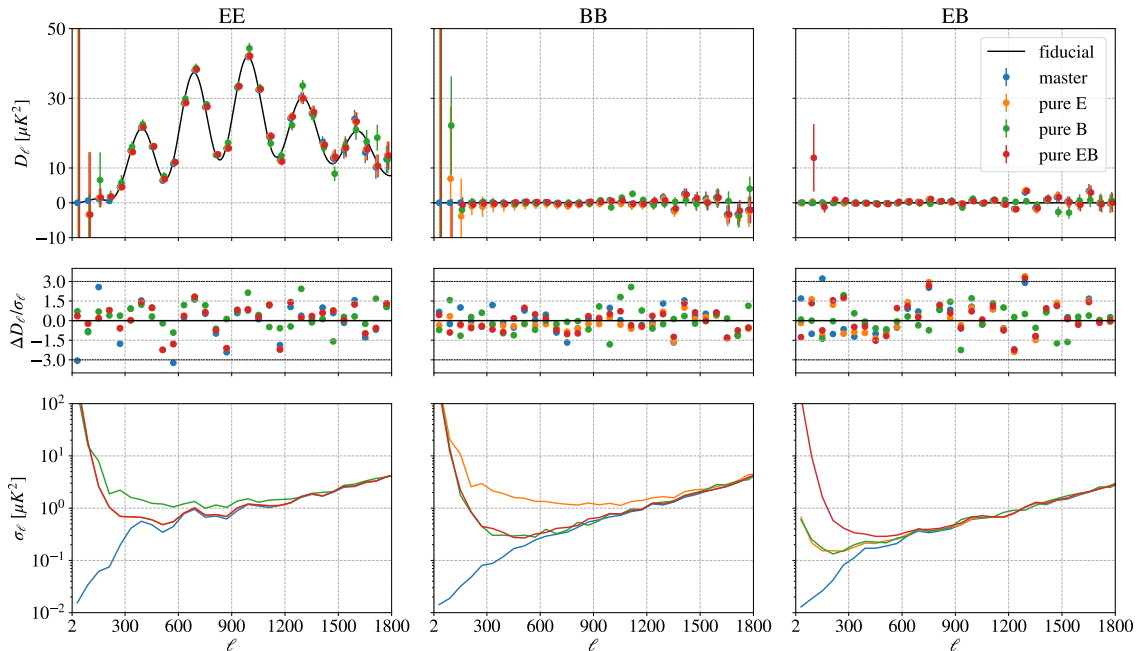 EE
BB
EB
D_ℓ [μK²]
50
30
10
0
−10
fiducial
master
pure E
pure B
pure EB
ΔD_ℓ/σ_ℓ
3.0
1.5
0.0
−1.5
−3.0
σ_ℓ [μK²]
10²
10¹
10⁰
10⁻¹
10⁻²
2 300 600 900 1200 1500 1800
2 300 600 900 1200 1500 1800
2 300 600 900 1200 1500 1800
ℓ
ℓ
ℓ